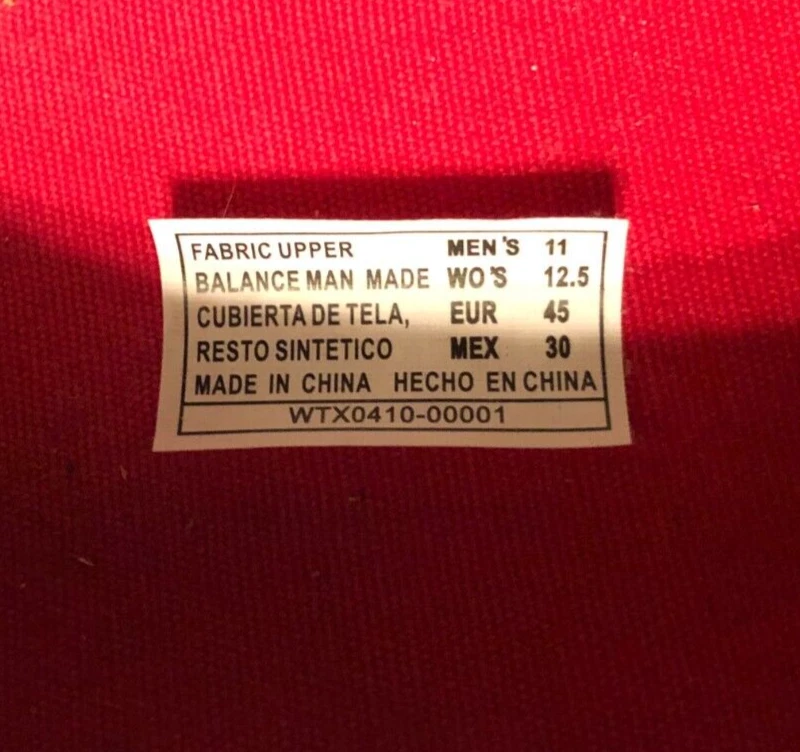 FABRIC UPPER MEN'S 11
BALANCE MAN MADE WO'S 12.5
CUBIERTA DE TELA, EUR 45
RESTO SINTETICO MEX 30
MADE IN CHINA HECHO EN CHINA
WTX0410-00001